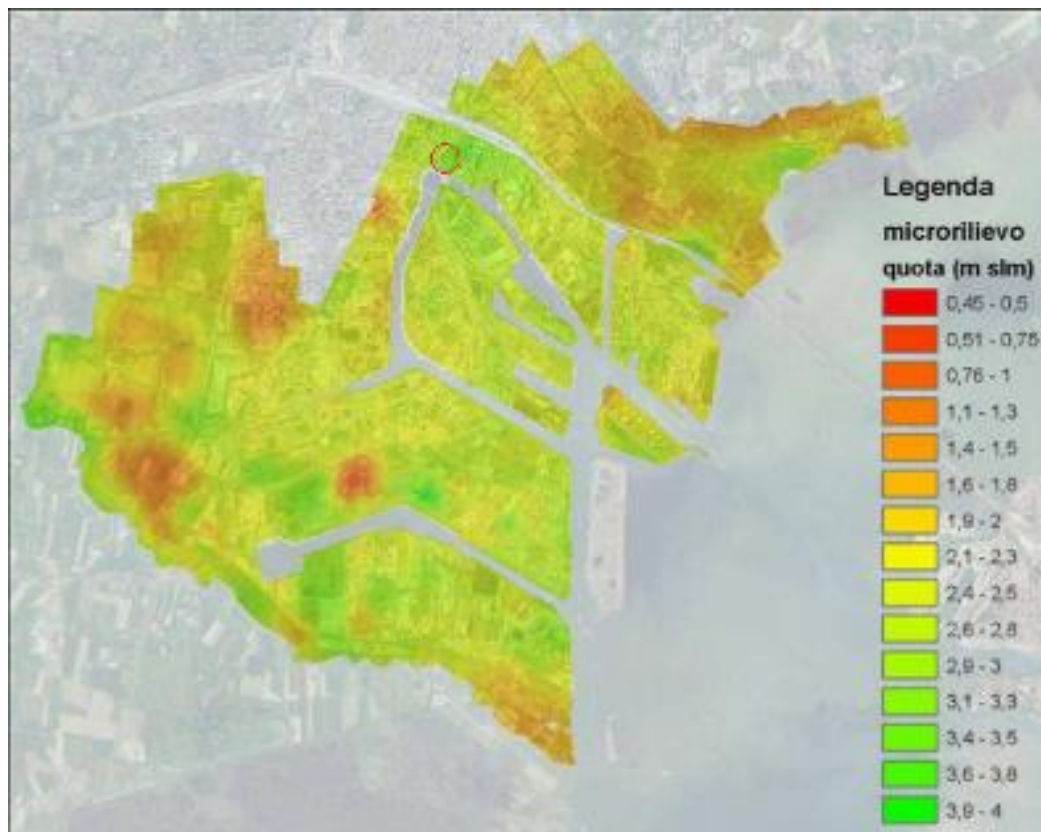 Legenda
microrilievo
quota (m slm)
0,45 - 0,5
0,51 - 0,75
0,76 - 1
1,1 - 1,3
1,4 - 1,5
1,6 - 1,8
1,9 - 2
2,1 - 2,3
2,4 - 2,5
2,6 - 2,8
2,9 - 3
3,1 - 3,3
3,4 - 3,5
3,6 - 3,8
3,9 - 4